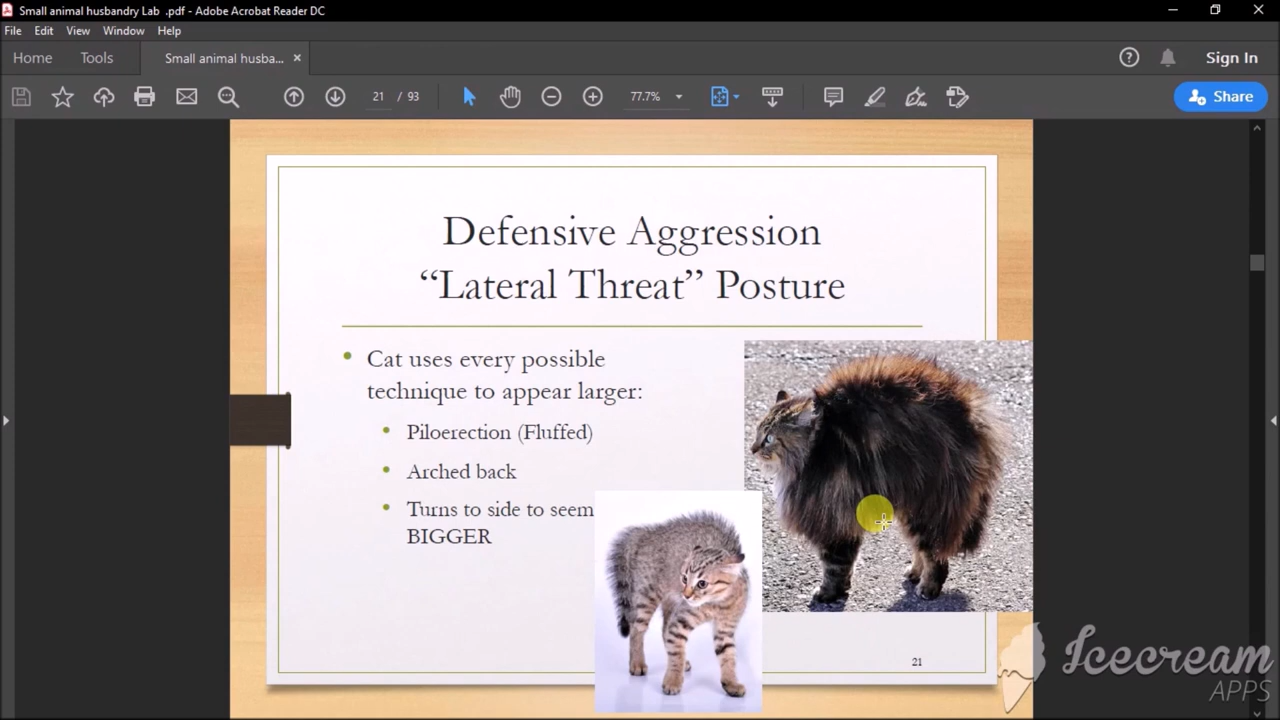 Small animal husbandry Lab .pdf - Adobe Acrobat Reader DC
File Edit View Window Help
Home Tools Small animal husba... ×
? Sign In
21 / 93 77.7% Share
Defensive Aggression
“Lateral Threat” Posture
• Cat uses every possible
technique to appear larger:
• Piloerection (Fluffed)
• Arched back
• Turns to side to seem
BIGGER
21
Icecream
APPS